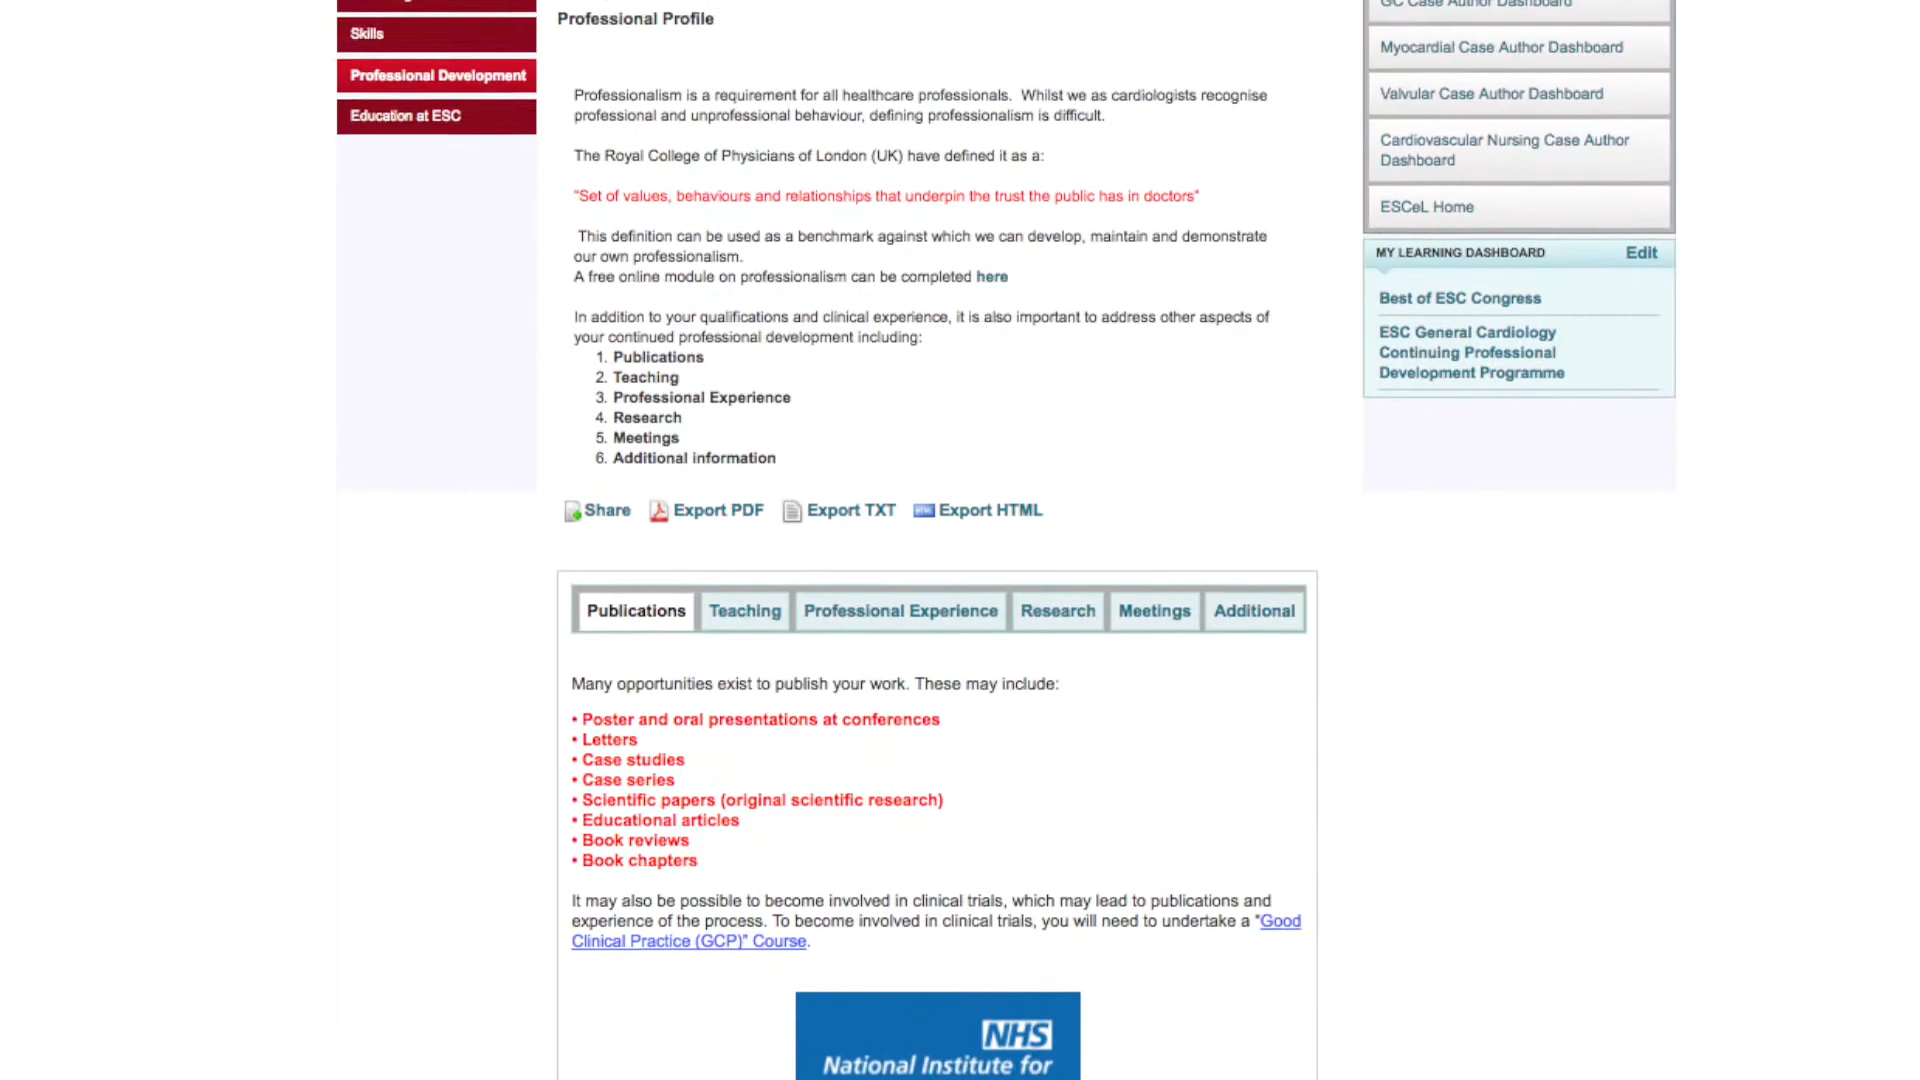 Professional Profile
Skills
Professional Development
Education at ESC
Professionalism is a requirement for all healthcare professionals.  Whilst we as cardiologists recognise
professional and unprofessional behaviour, defining professionalism is difficult.
The Royal College of Physicians of London (UK) have defined it as a:
"Set of values, behaviours and relationships that underpin the trust the public has in doctors"
This definition can be used as a benchmark against which we can develop, maintain and demonstrate
our own professionalism.
A free online module on professionalism can be completed here
In addition to your qualifications and clinical experience, it is also important to address other aspects of
your continued professional development including:
1. Publications
2. Teaching
3. Professional Experience
4. Research
5. Meetings
6. Additional information
Share Export PDF Export TXT Export HTML
Publications Teaching Professional Experience Research Meetings Additional
Many opportunities exist to publish your work. These may include:
• Poster and oral presentations at conferences
• Letters
• Case studies
• Case series
• Scientific papers (original scientific research)
• Educational articles
• Book reviews
• Book chapters
It may also be possible to become involved in clinical trials, which may lead to publications and
experience of the process. To become involved in clinical trials, you will need to undertake a "Good
Clinical Practice (GCP)" Course.
NHS
National Institute for
GC Case Author Dashboard
Myocardial Case Author Dashboard
Valvular Case Author Dashboard
Cardiovascular Nursing Case Author
Dashboard
ESCeL Home
MY LEARNING DASHBOARD Edit
Best of ESC Congress
ESC General Cardiology
Continuing Professional
Development Programme